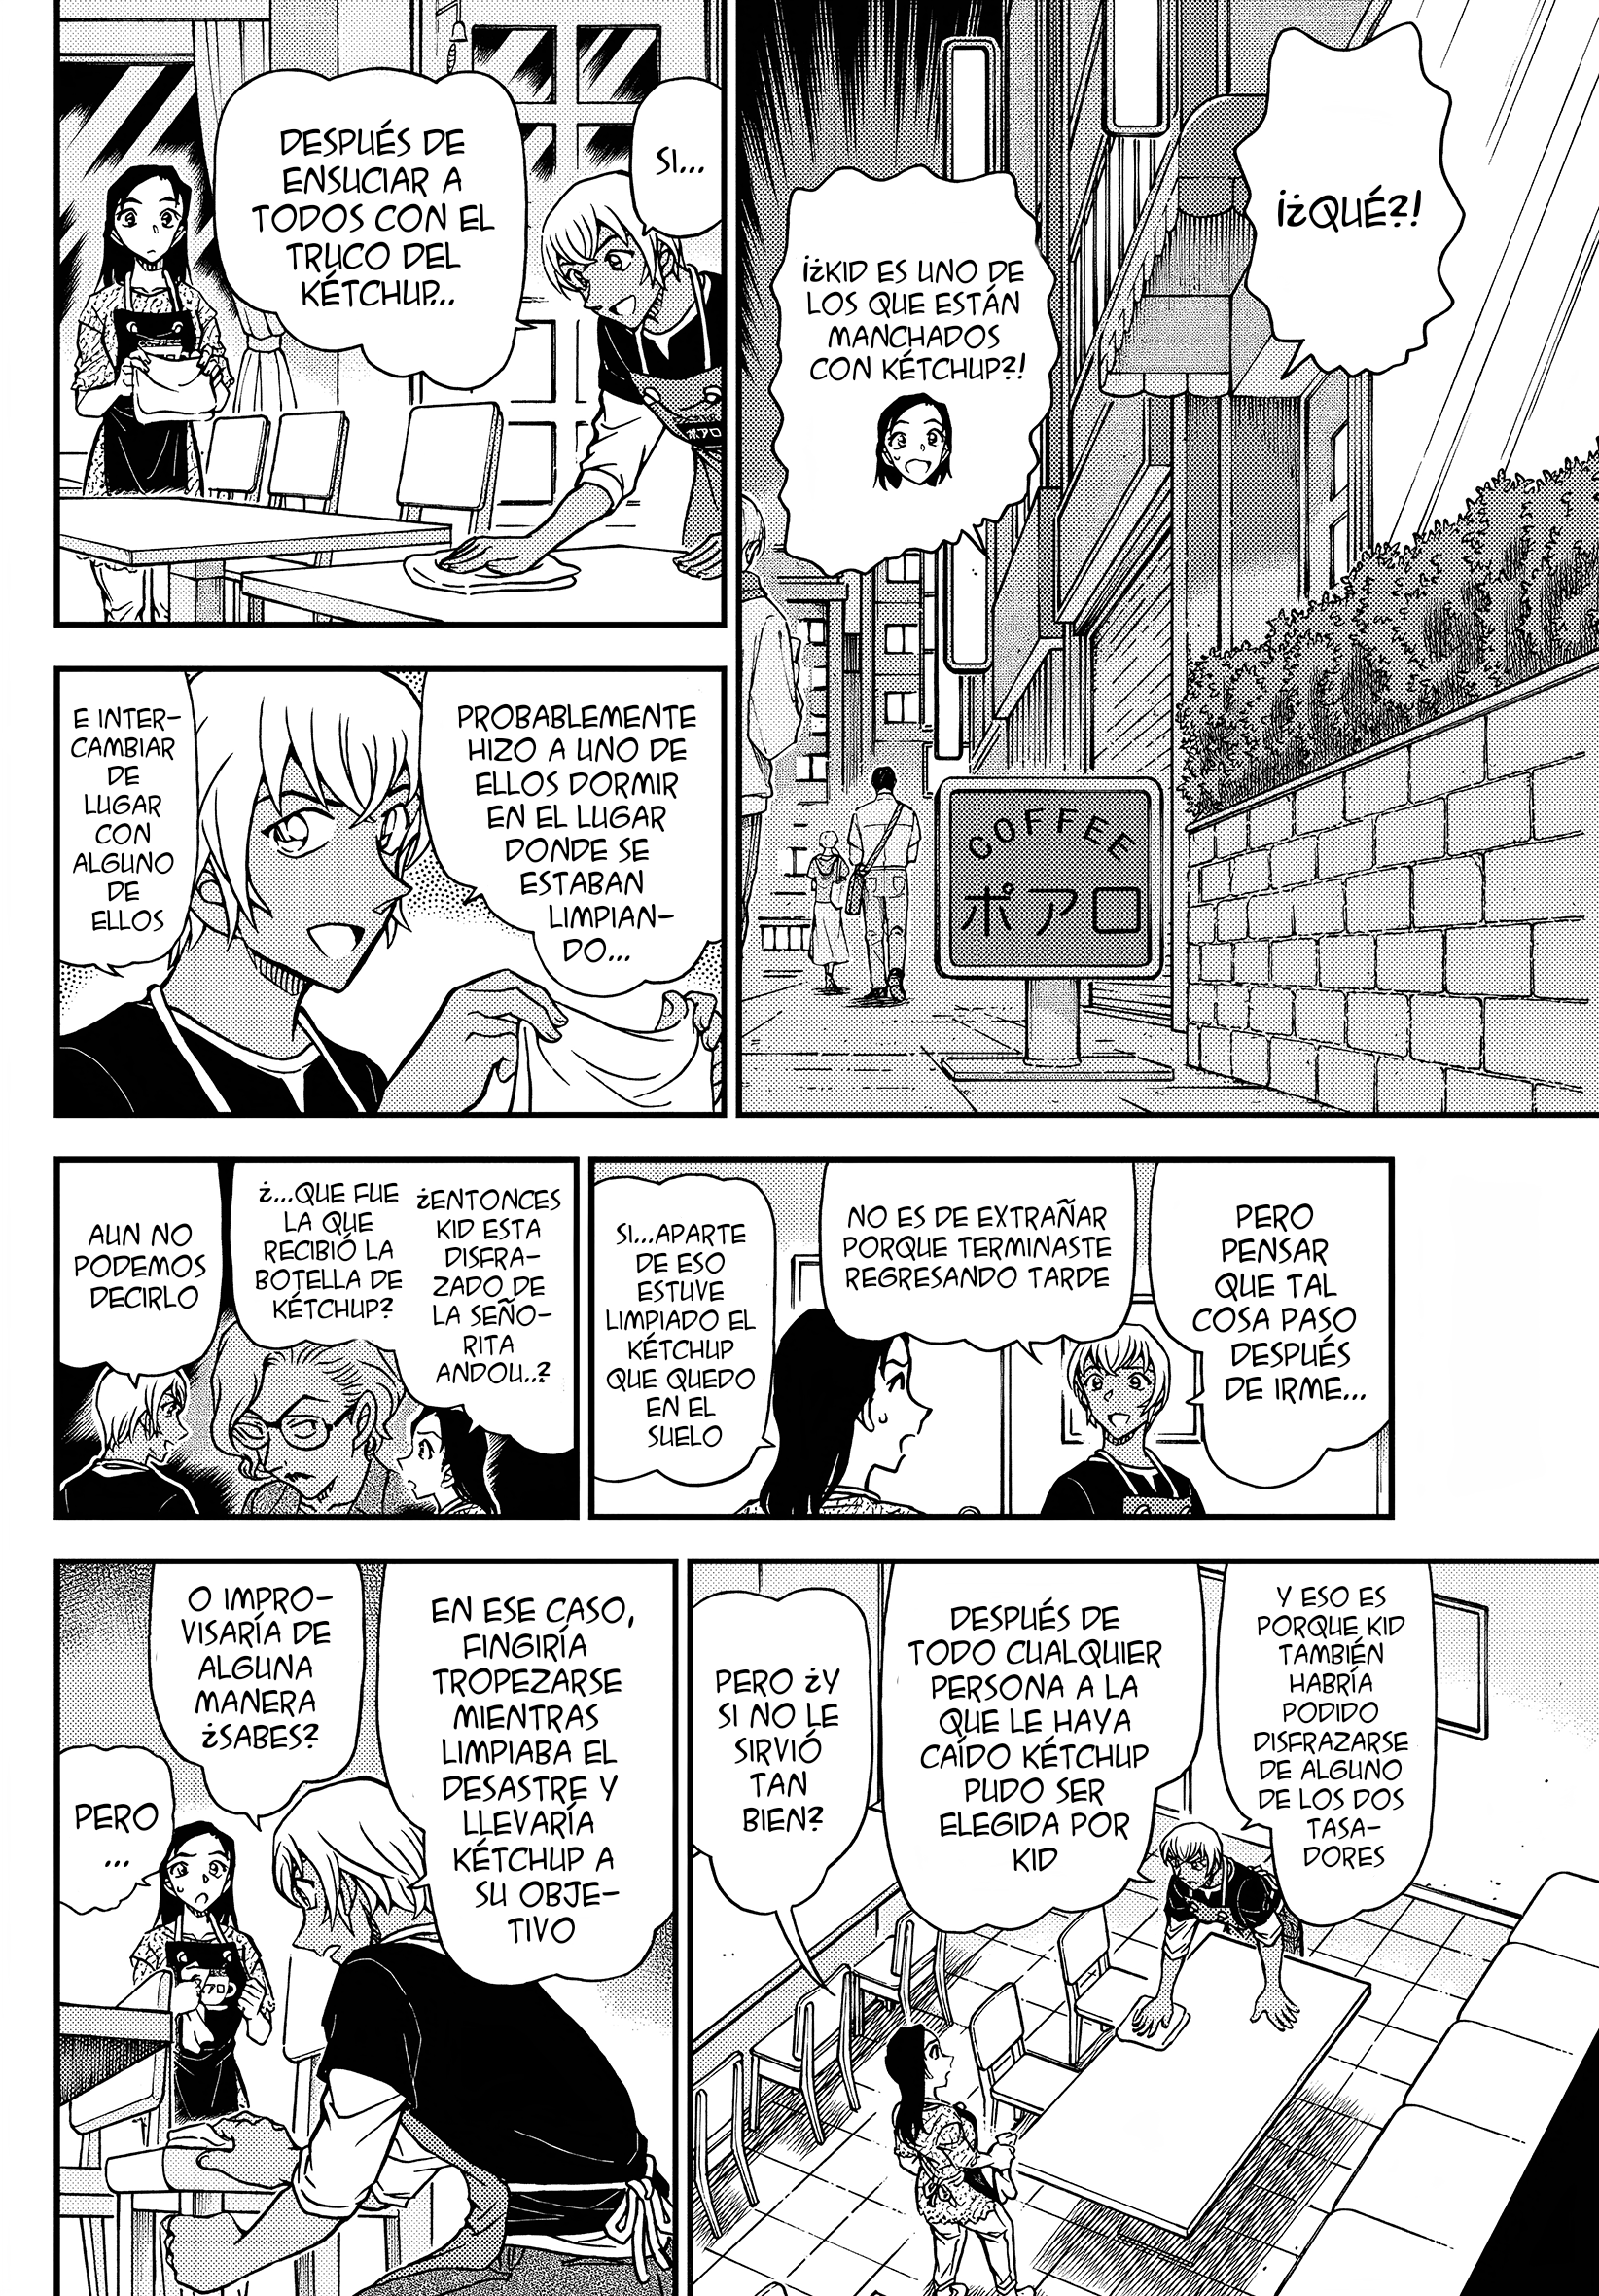 ¡¿QUÉ?!
¡¿KID ES UNO DE
LOS QUE ESTÁN
MANCHADOS
CON KÉTCHUP?!
COFFEE
ポアロ
SI...
DESPUÉS DE
ENSUCIAR A
TODOS CON EL
TRUCO DEL
KÉTCHUP...
ポアロ
PROBABLEMENTE
HIZO A UNO DE
ELLOS DORMIR
EN EL LUGAR
DONDE SE
ESTABAN
LIMPIAN-
DO...
E INTER-
CAMBIAR
DE
LUGAR
CON
ALGUNO
DE
ELLOS
PERO
PENSAR
QUE TAL
COSA PASO
DESPUÉS
DE IRME...
NO ES DE EXTRAÑAR
PORQUE TERMINASTE
REGRESANDO TARDE
SI...APARTE
DE ESO
ESTUVE
LIMPIADO EL
KÉTCHUP
QUE QUEDO
EN EL
SUELO
¿ENTONCES
KID ESTA
DISFRA-
ZADO DE
LA SEÑO-
RITA
ANDOU..?
¿...QUE FUE
LA QUE
RECIBIÓ LA
BOTELLA DE
KÉTCHUP?
AUN NO
PODEMOS
DECIRLO
Y ESO ES
PORQUE KID
TAMBIÉN
HABRÍA
PODIDO
DISFRAZARSE
DE ALGUNO
DE LOS DOS
TASA-
DORES
DESPUÉS DE
TODO CUALQUIER
PERSONA A LA
QUE LE HAYA
CAÍDO KÉTCHUP
PUDO SER
ELEGIDA POR
KID
PERO ¿Y
SI NO LE
SIRVIÓ
TAN
BIEN?
EN ESE CASO,
FINGIRÍA
TROPEZARSE
MIENTRAS
LIMPIABA EL
DESASTRE Y
LLEVARÍA
KÉTCHUP A
SU OBJE-
TIVO
O IMPRO-
VISARÍA DE
ALGUNA
MANERA
¿SABES?
PERO
...